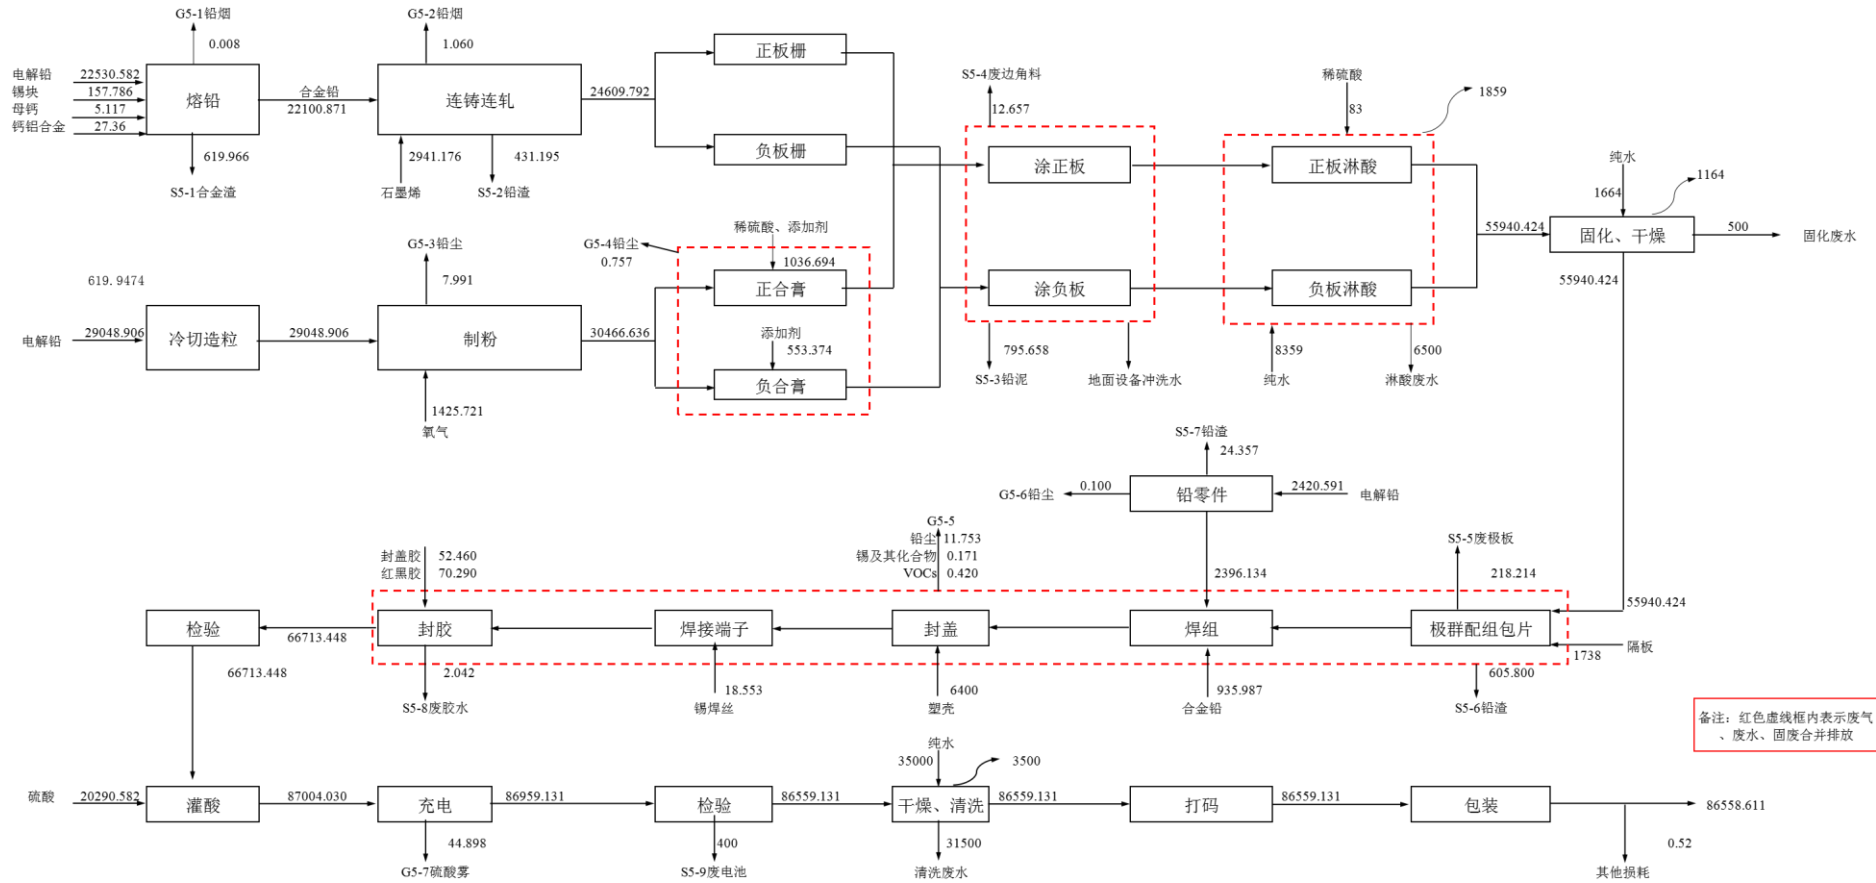 G5-1铅烟
0.008
G5-2铅烟
1.060
电解铅
22530.582
锡块
157.786
母钙
5.117
钙铝合金
27.36
熔铅
合金铅
22100.871
连铸连轧
24609.792
正板栅
负板栅
619.966
S5-1合金渣
2941.176
石墨烯
431.195
S5-2铅渣
S5-4废边角料
12.657
稀硫酸
83
1859
涂正板
正板淋酸
纯水
1664
1164
55940.424
固化、干燥
500
固化废水
55940.424
G5-3铅尘
7.991
G5-4铅尘
0.757
稀硫酸、添加剂
1036.694
正合膏
添加剂
553.374
负合膏
涂负板
负板淋酸
619.9474
电解铅
29048.906
冷切造粒
29048.906
制粉
30466.636
1425.721
氧气
795.658
S5-3铅泥
地面设备冲洗水
8359
纯水
6500
淋酸废水
S5-7铅渣
24.357
G5-6铅尘
0.100
铅零件
2420.591
电解铅
G5-5
铅尘
11.753
锡及其化合物
0.171
VOCs
0.420
封盖胶
52.460
红黑胶
70.290
2396.134
S5-5废极板
218.214
55940.424
检验
66713.448
封胶
焊接端子
封盖
焊组
极群配组包片
1738
隔板
66713.448
2.042
S5-8废胶水
18.553
锡焊丝
6400
塑壳
935.987
合金铅
605.800
S5-6铅渣
备注：红色虚线框内表示废气
、废水、固废合并排放
纯水
35000
3500
硫酸
20290.582
灌酸
87004.030
充电
86959.131
检验
86559.131
干燥、清洗
86559.131
打码
86559.131
包装
86558.611
44.898
G5-7硫酸雾
400
S5-9废电池
31500
清洗废水
0.52
其他损耗